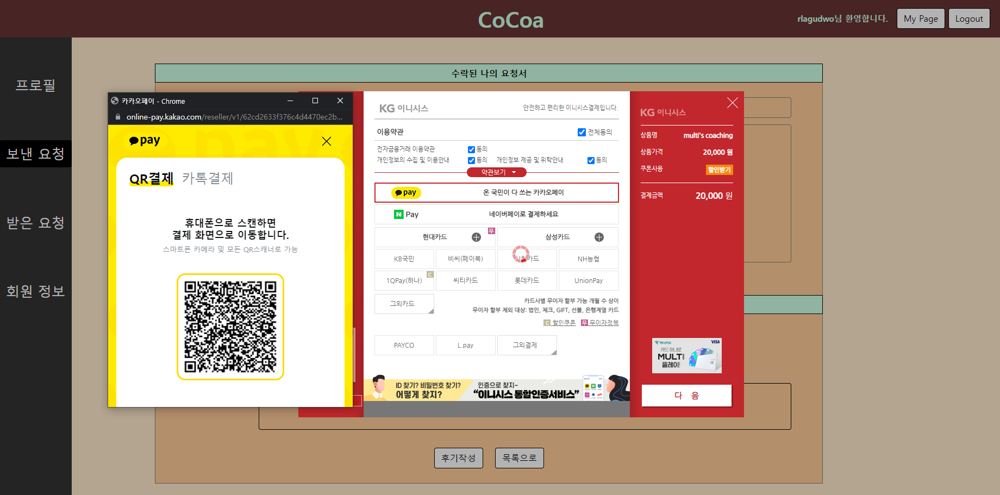 CoCoa
rlagudwo님 환영합니다.
My Page
Logout
프로필
보낸 요청
받은 요청
회원 정보
수락된 나의 요청서
카카오페이 - Chrome
online-pay.kakao.com/reseller/v1/62cd2633f376c4d4470ec2b...
pay
QR결제 카톡결제
휴대폰으로 스캔하면
결제 화면으로 이동합니다.
스마트폰 카메라 및 모든 QR스캐너로 가능
KG 이니시스
안전하고 편리한 이니시스결제입니다.
이용약관
전체동의
전자금융거래 이용약관 동의
개인정보의 수집 및 이용안내 동의 개인정보 제공 및 위탁안내 동의
약관보기
pay 온 국민이 다 쓰는 카카오페이
N Pay 네이버페이로 결제하세요
현대카드 무 삼성카드
KB국민 비씨(페이북) 신한카드 NH농협
1QPay(하나) C 씨티카드 롯데카드 UnionPay
그외카드
카드사별 무이자 할부 가능 개월 수 상이
무이자 할부 제외 대상: 법인, 체크, GIFT, 선불, 은행계열 카드
C 할인쿠폰 무 무이자정책
PAYCO L.pay 그외결제
ID 찾기? 비밀번호 찾기?
어떻게 찾지?
인증으로 찾지~
“이니시스 통합인증서비스”
KG 이니시스
상품명 multi's coaching
상품가격 20,000 원
쿠폰사용 할인받기
결제금액 20,000 원
하나카드 VISA
카드 하나로
MULTI
플레이!
다 음
후기작성
목록으로